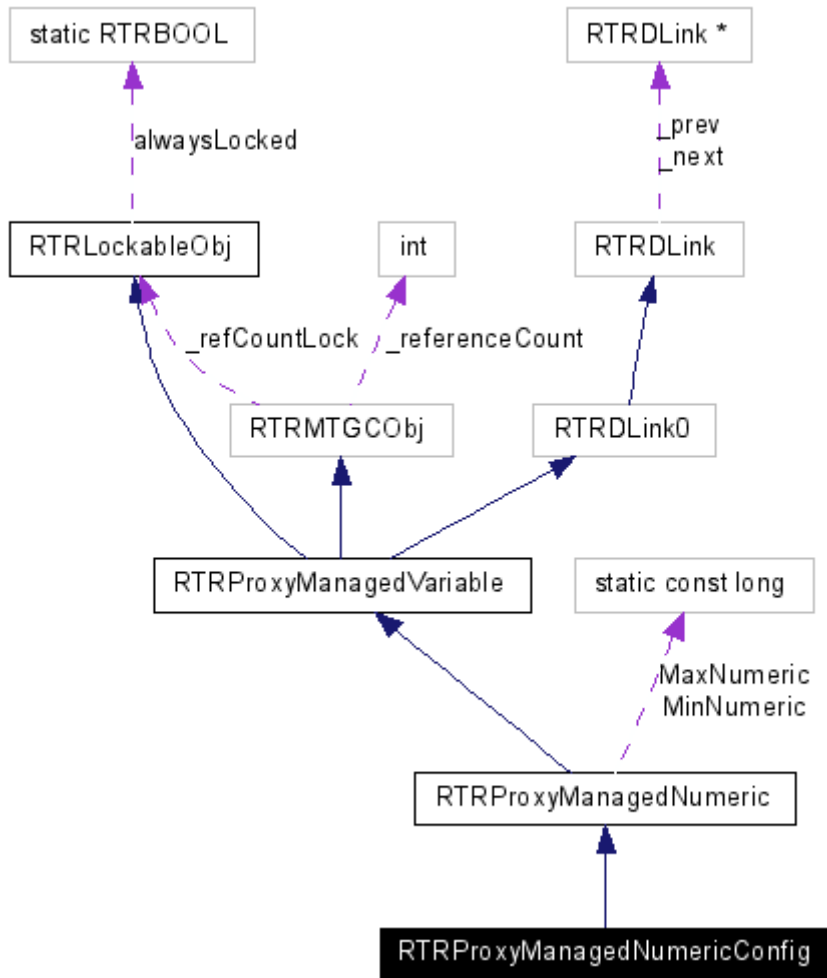 static RTRBOOL
RTRDLink *
alwaysLocked
_prev
_next
RTRLockableObj
int
RTRDLink
_refCountLock
_referenceCount
RTRMTGCObj
RTRDLink0
RTRProxyManagedVariable
static const long
MaxNumeric
MinNumeric
RTRProxyManagedNumeric
RTRProxyManagedNumericConfig